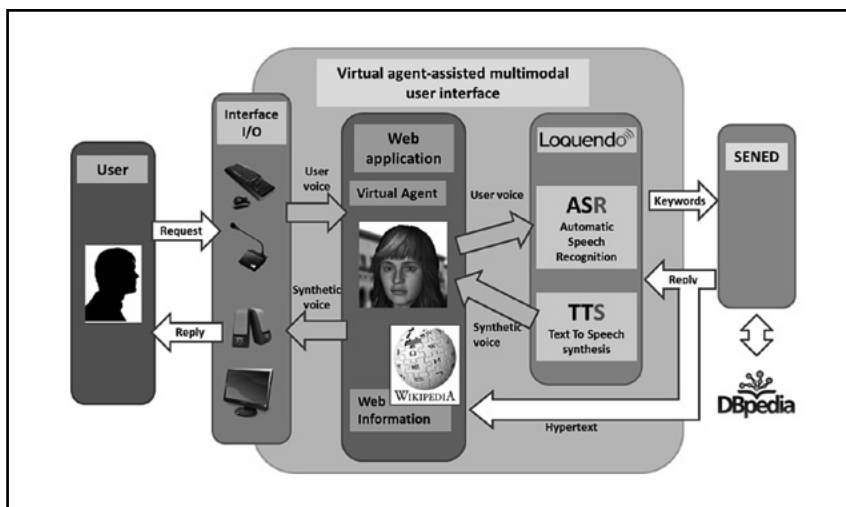 Virtual agent-assisted multimodal
user interface
User
Request
Reply
Interface
I/O
User
voice
Synthetic
voice
Web
application
Virtual Agent
WIKIPEDIA
Web
Information
User voice
Synthetic
voice
Loquendo
ASR
Automatic
Speech
Recognition
TTS
Text To Speech
synthesis
Keywords
Reply
Hypertext
SENED
DBpedia